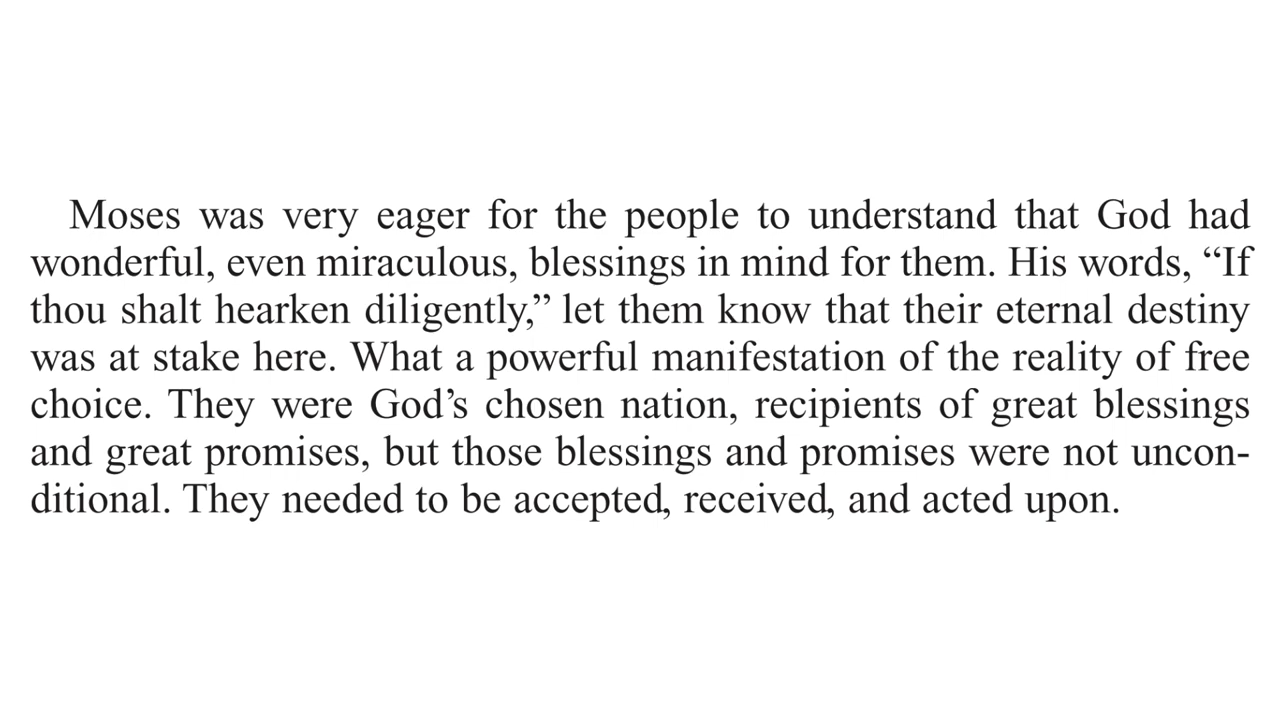 Moses was very eager for the people to understand that God had
wonderful, even miraculous, blessings in mind for them. His words, “If
thou shalt hearken diligently,” let them know that their eternal destiny
was at stake here. What a powerful manifestation of the reality of free
choice. They were God’s chosen nation, recipients of great blessings
and great promises, but those blessings and promises were not uncon-
ditional. They needed to be accepted, received, and acted upon.